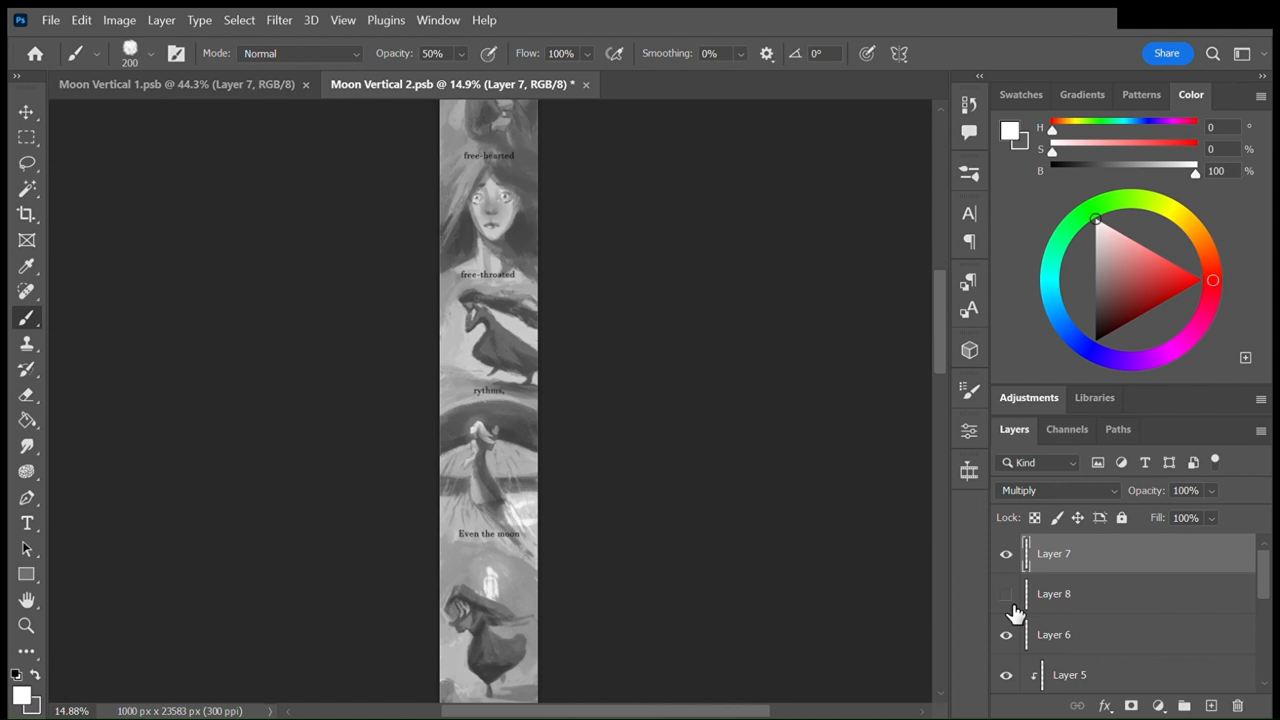 Ps File Edit Image Layer Type Select Filter 3D View Plugins Window Help
200 Mode: Normal Opacity: 50% Flow: 100% Smoothing: 0% 0° Share
Moon Vertical 1.psb @ 44.3% (Layer 7, RGB/8) Moon Vertical 2.psb @ 14.9% (Layer 7, RGB/8) *
Swatches Gradients Patterns Color
H 0 °
S 0 %
B 100 %
free-hearted
free-throated
rythms,
Even the moon
Adjustments Libraries
Layers Channels Paths
Kind
Multiply Opacity: 100%
Lock: Fill: 100%
Layer 7
Layer 8
Layer 6
Layer 5
fx
14.88% 1000 px x 23583 px (300 ppi)